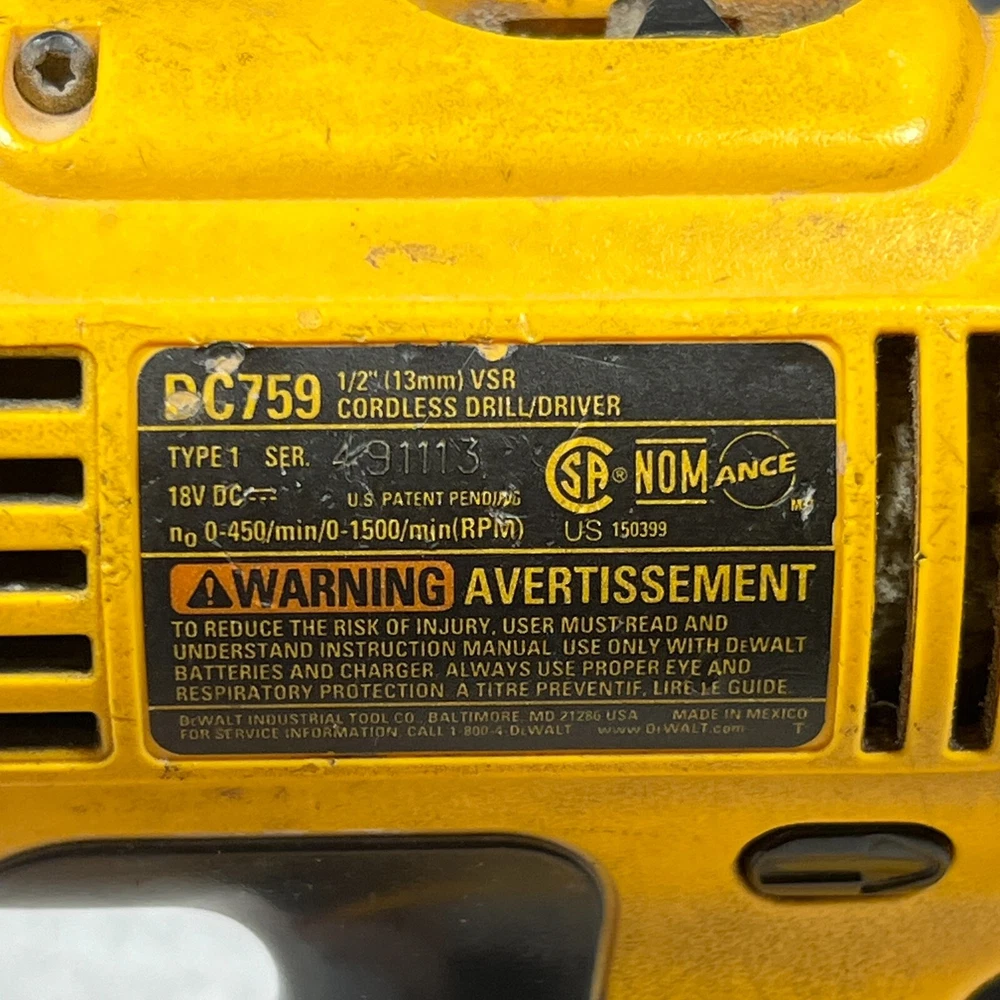 DC759 1/2" (13mm) VSR
CORDLESS DRILL/DRIVER
TYPE 1 SER. 491113
18V DC⎓ U.S. PATENT PENDING
n₀ 0-450/min/0-1500/min(RPM)
CSA® NOM ANCE
US 150399
WARNING AVERTISSEMENT
TO REDUCE THE RISK OF INJURY, USER MUST READ AND
UNDERSTAND INSTRUCTION MANUAL. USE ONLY WITH DEWALT
BATTERIES AND CHARGER. ALWAYS USE PROPER EYE AND
RESPIRATORY PROTECTION. A TITRE PREVENTIF, LIRE LE GUIDE.
DEWALT INDUSTRIAL TOOL CO., BALTIMORE, MD 21286 USA MADE IN MEXICO
FOR SERVICE INFORMATION, CALL 1-800-4-DEWALT www.DEWALT.com T